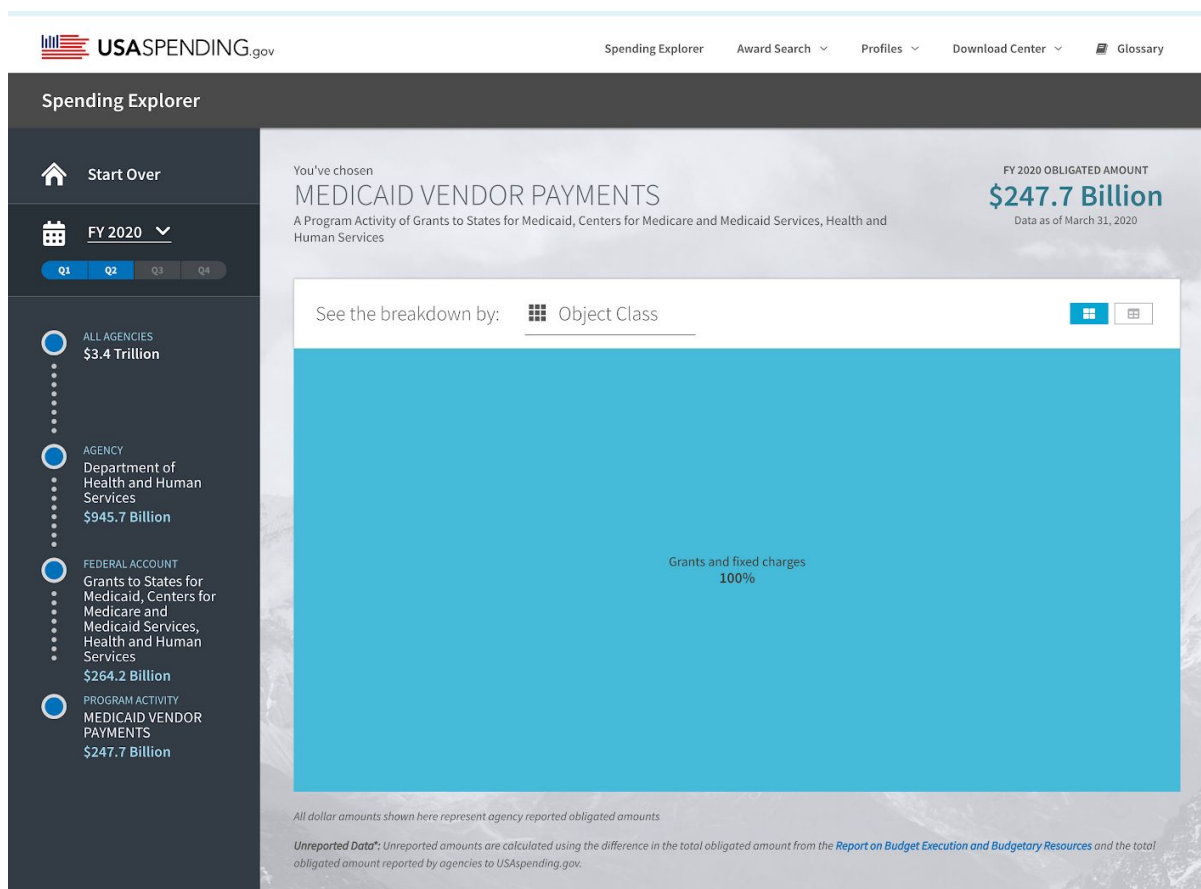 USASPENDING.gov
Spending Explorer
Award Search
Profiles
Download Center
Glossary
Spending Explorer
Start Over
FY 2020
Q1
Q2
Q3
Q4
ALL AGENCIES
$3.4 Trillion
AGENCY
Department of
Health and Human
Services
$945.7 Billion
FEDERAL ACCOUNT
Grants to States for
Medicaid, Centers for
Medicare and
Medicaid Services,
Health and Human
Services
$264.2 Billion
PROGRAM ACTIVITY
MEDICAID VENDOR
PAYMENTS
$247.7 Billion
You've chosen
MEDICAID VENDOR PAYMENTS
A Program Activity of Grants to States for Medicaid, Centers for Medicare and Medicaid Services, Health and
Human Services
FY 2020 OBLIGATED AMOUNT
$247.7 Billion
Data as of March 31, 2020
See the breakdown by:
Object Class
Grants and fixed charges
100%
All dollar amounts shown here represent agency reported obligated amounts
Unreported Data*: Unreported amounts are calculated using the difference in the total obligated amount from the Report on Budget Execution and Budgetary Resources and the total
obligated amount reported by agencies to USAspending.gov.